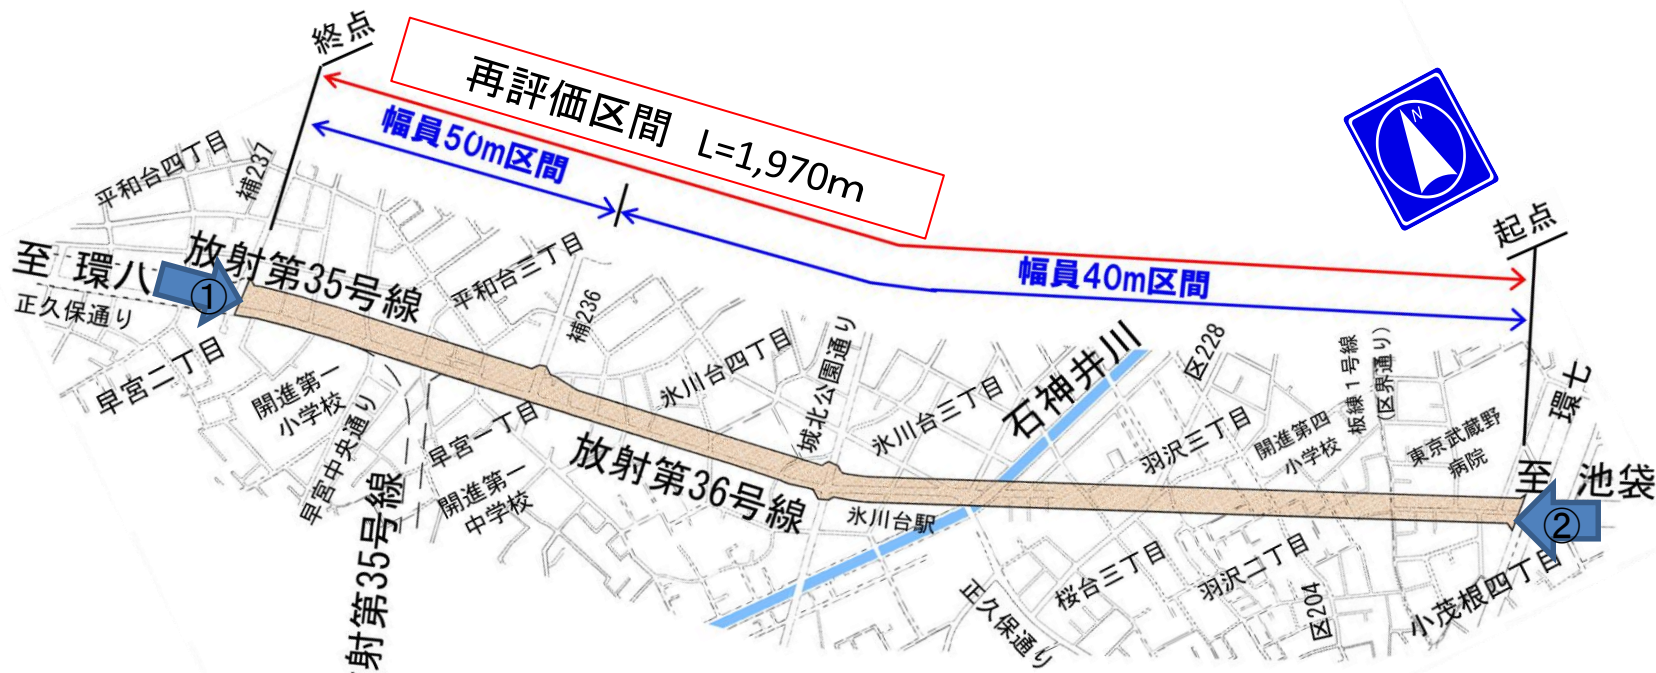 終点
再評価区間 L=1,970m
幅員50m区間
N
起点
平和台四丁目
補237
至 環八
①
放射第35号線
幅員40m区間
平和台三丁目
正久保通り
補236
早宮二丁目
開進第一
小学校
氷川台四丁目
城北公園通り
石神井川
区228
板練１号線
（区界通り）
環七
氷川台三丁目
早宮中央通り
早宮一丁目
羽沢三丁目
開進第四
小学校
東京武蔵野
病院
至 池袋
開進第一
中学校
放射第36号線
氷川台駅
②
射第35号線
桜台三丁目
羽沢二丁目
区204
小茂根四丁目
正久保通り